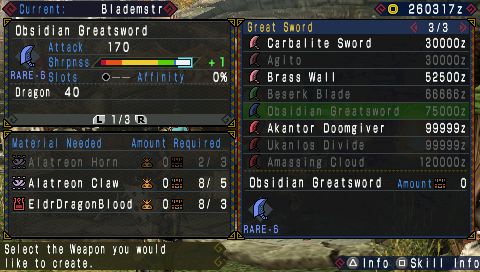 Current: Blademstr
260317z
Obsidian Greatsword
Attack 170
Shrpnss +1
RARE-6 Slots --- Affinity 0%
Dragon 40
L 1/3 R
Material Needed Amount Required
Alatreon Horn 2/ 3
Alatreon Claw 0 8/ 5
EldrDragonBlood 0 8/ 3
Great Sword 3/3
Carbalite Sword 30000z
Agito 30000z
Brass Wall 52500z
Beserk Blade 66666z
Obsidian Greatsword 75000z
Akantor Doomgiver 99999z
Ukanlos Divide 99999z
Amassing Cloud 120000z
Obsidian Greatsword Amount 0
RARE-6
Select the Weapon you would
like to create.
Info Skill Info